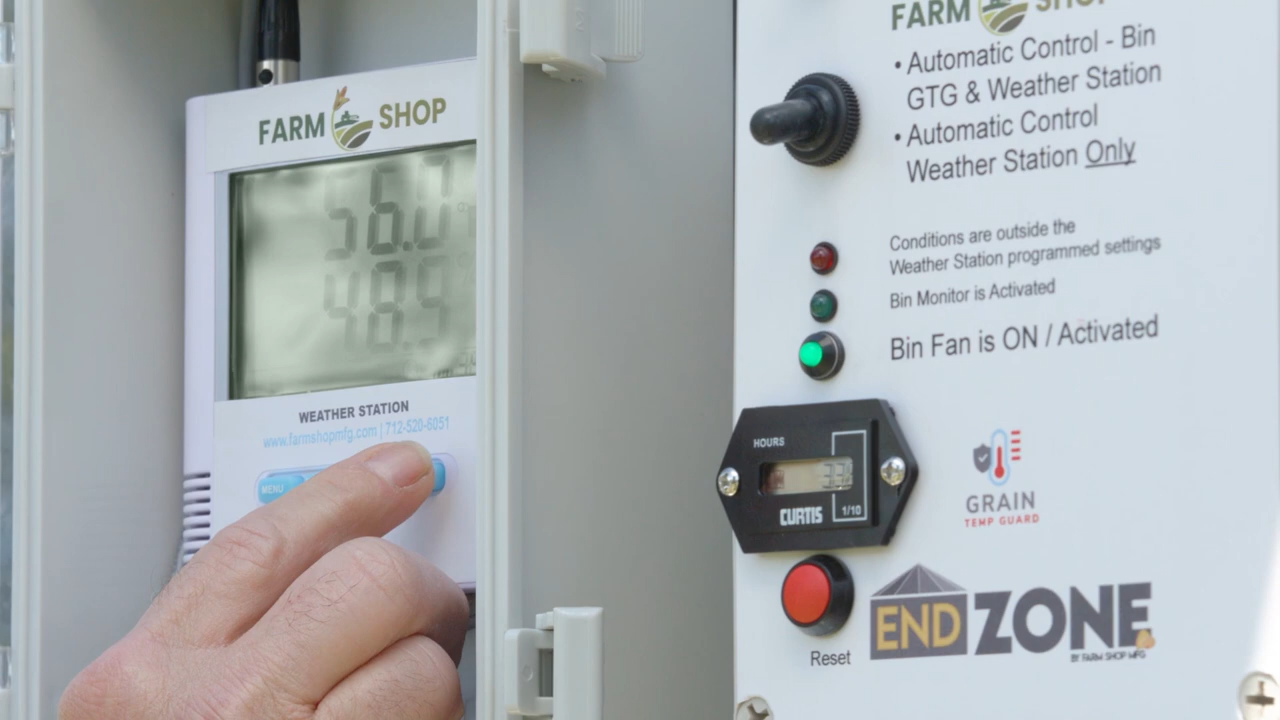 FARM SHOP
56.0
48.9
WEATHER STATION
www.farmshopmfg.com | 712-520-6051
MENU
FARM SHOP
• Automatic Control - Bin
GTG & Weather Station
• Automatic Control
Weather Station Only
Conditions are outside the
Weather Station programmed settings
Bin Monitor is Activated
Bin Fan is ON / Activated
HOURS
CURTIS
1/10
GRAIN
TEMP GUARD
Reset
END ZONE
BY FARM SHOP MFG